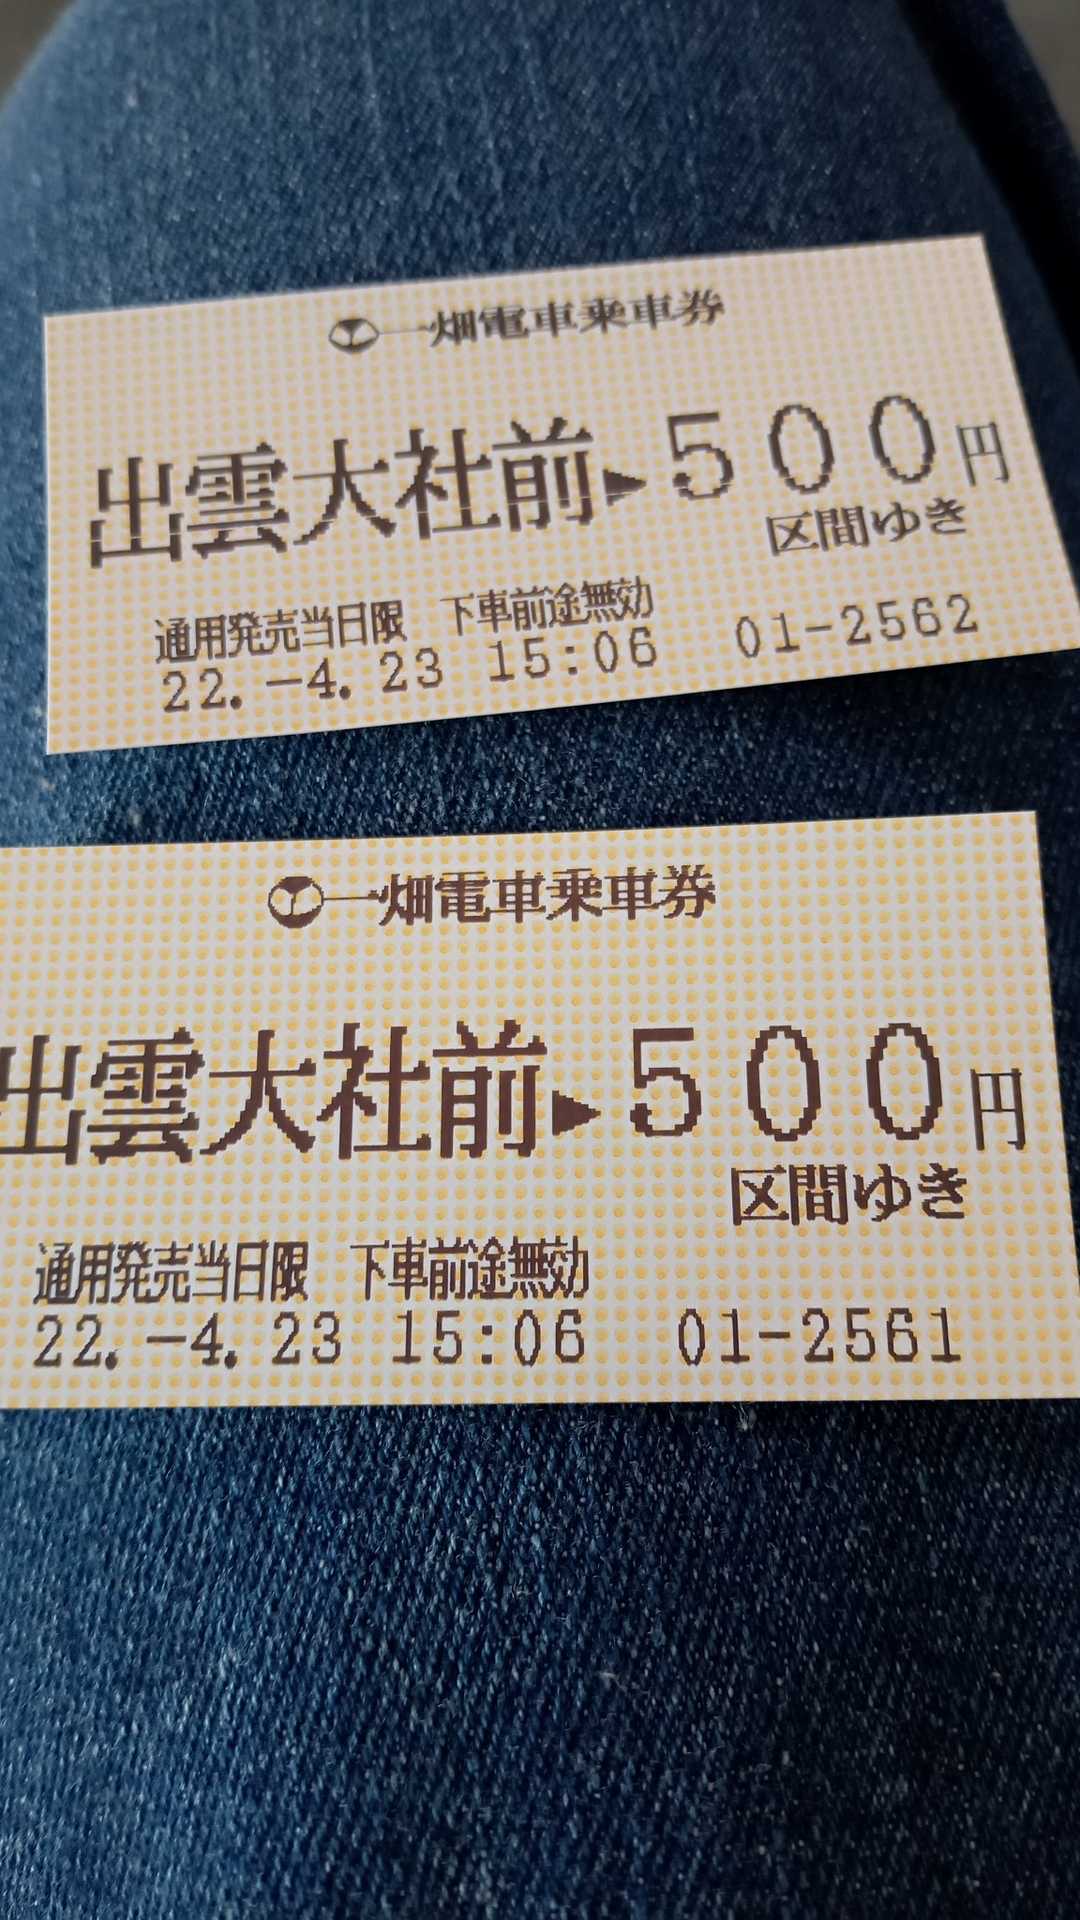 一畑電車乗車券
出雲大社前▶500円
区間ゆき
通用発売当日限 下車前途無効
22.-4.23 15:06 01-2562
一畑電車乗車券
出雲大社前▶500円
区間ゆき
通用発売当日限 下車前途無効
22.-4.23 15:06 01-2561